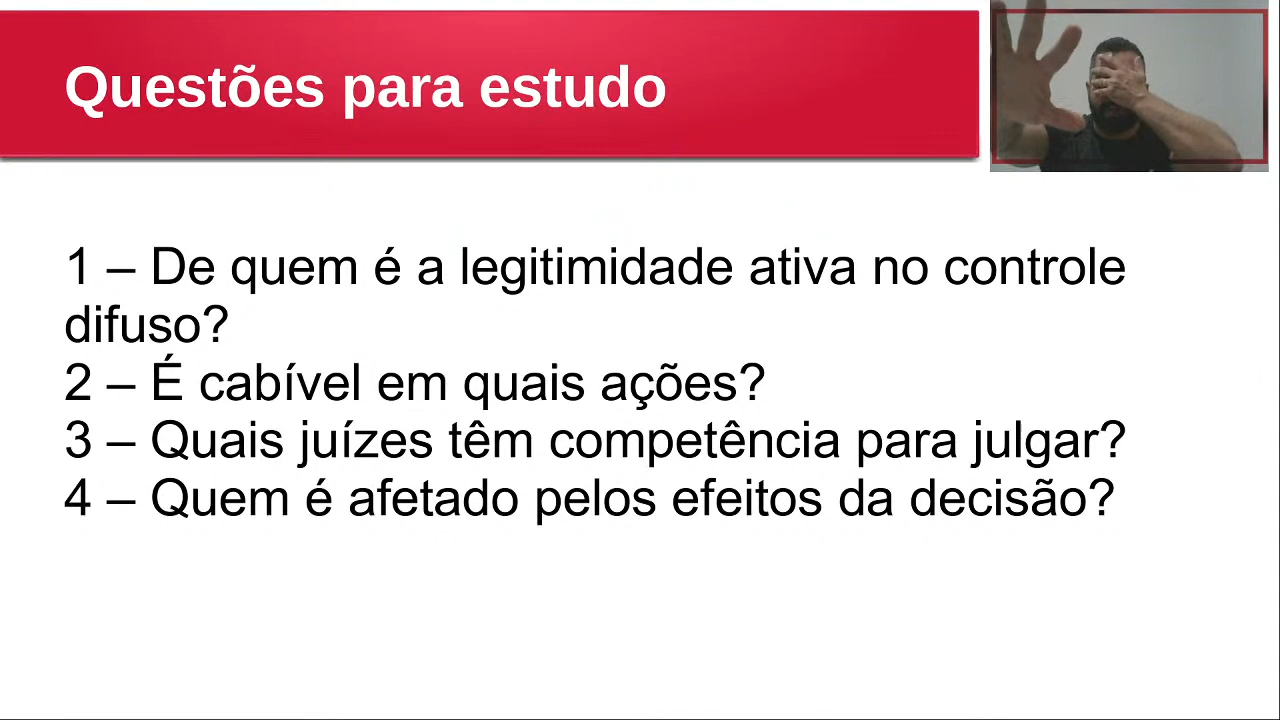 Questões para estudo
1 – De quem é a legitimidade ativa no controle
difuso?
2 – É cabível em quais ações?
3 – Quais juízes têm competência para julgar?
4 – Quem é afetado pelos efeitos da decisão?